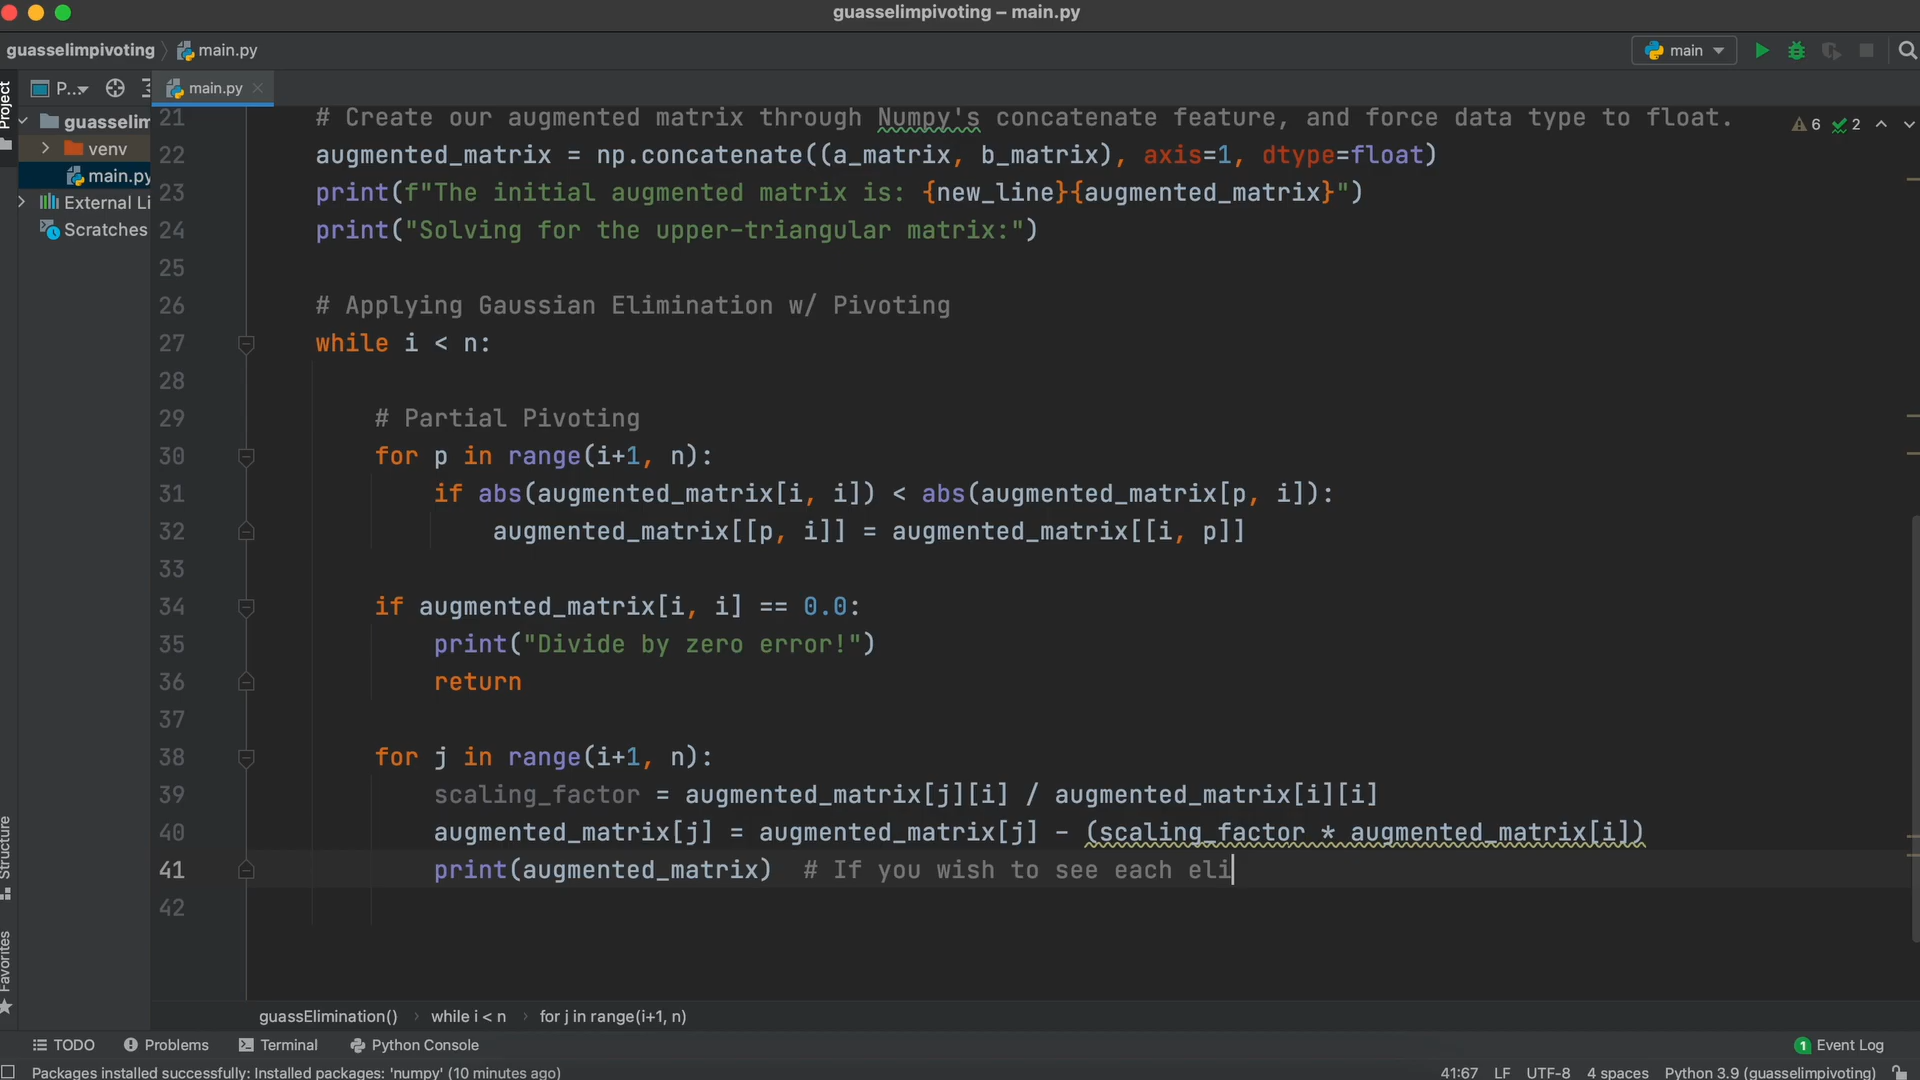 guasselimpivoting – main.py
guasselimpivoting
main.py
main
Project
P...
main.py
guasselim
venv
main.py
External Li
Scratches
6
2
21 # Create our augmented matrix through Numpy's concatenate feature, and force data type to float.
22 augmented_matrix = np.concatenate((a_matrix, b_matrix), axis=1, dtype=float)
23 print(f"The initial augmented matrix is: {new_line}{augmented_matrix}")
24 print("Solving for the upper-triangular matrix:")
25
26 # Applying Gaussian Elimination w/ Pivoting
27 while i < n:
28
29 # Partial Pivoting
30 for p in range(i+1, n):
31 if abs(augmented_matrix[i, i]) < abs(augmented_matrix[p, i]):
32 augmented_matrix[[p, i]] = augmented_matrix[[i, p]]
33
34 if augmented_matrix[i, i] == 0.0:
35 print("Divide by zero error!")
36 return
37
38 for j in range(i+1, n):
39 scaling_factor = augmented_matrix[j][i] / augmented_matrix[i][i]
40 augmented_matrix[j] = augmented_matrix[j] - (scaling_factor * augmented_matrix[i])
41 print(augmented_matrix)  # If you wish to see each eli
42
Structure
Favorites
guassElimination()
while i < n
for j in range(i+1, n)
TODO
Problems
Terminal
Python Console
1 Event Log
Packages installed successfully: Installed packages: 'numpy' (10 minutes ago)
41:67 LF UTF-8 4 spaces Python 3.9 (guasselimpivoting)